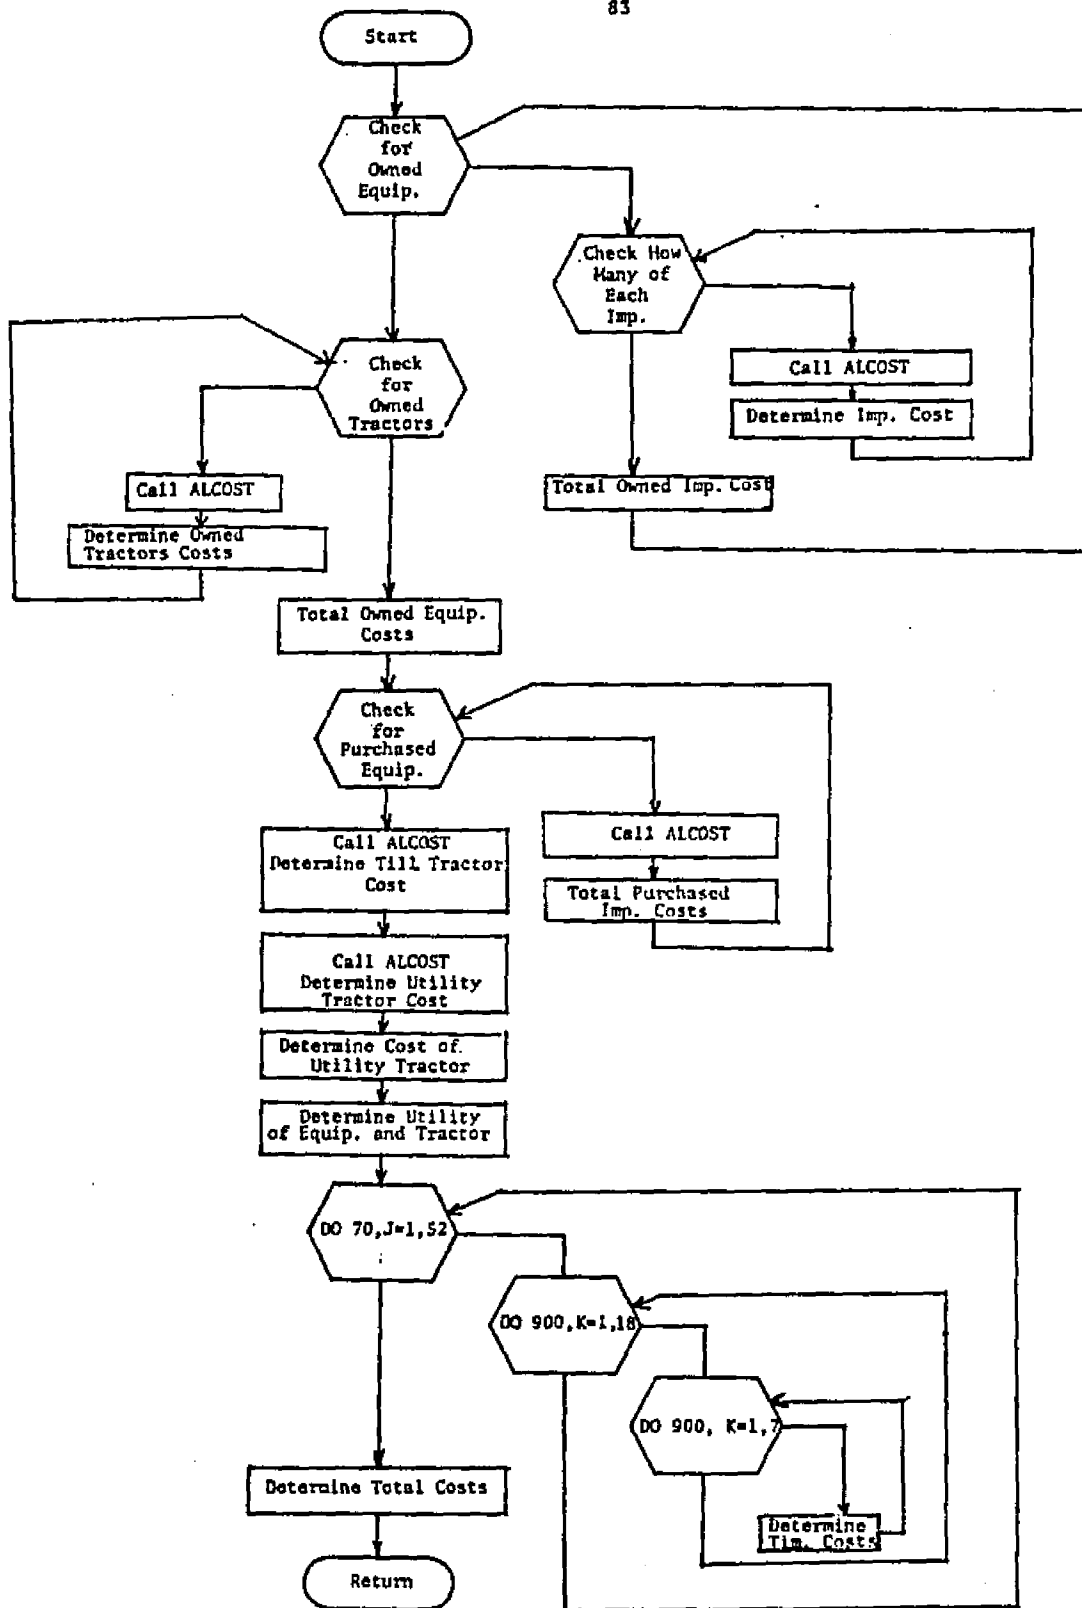 83
Start
Check
for
Owned
Equip.
Check How
Many of
Each
Imp.
Call ALCOST
Determine Imp. Cost
Total Owned Imp. Cost
Check
for
Owned
Tractors
Call ALCOST
Determine Owned
Tractors Costs
Total Owned Equip.
Costs
Check
for
Purchased
Equip.
Call ALCOST
Total Purchased
Imp. Costs
Call ALCOST
Determine Till Tractor
Cost
Call ALCOST
Determine Utility
Tractor Cost
Determine Cost of
Utility Tractor
Determine Utility
of Equip. and Tractor
DO 70,J=1,52
DO 900,K=1,18
DO 900, K=1,7
Determine
Tim. Costs
Determine Total Costs
Return